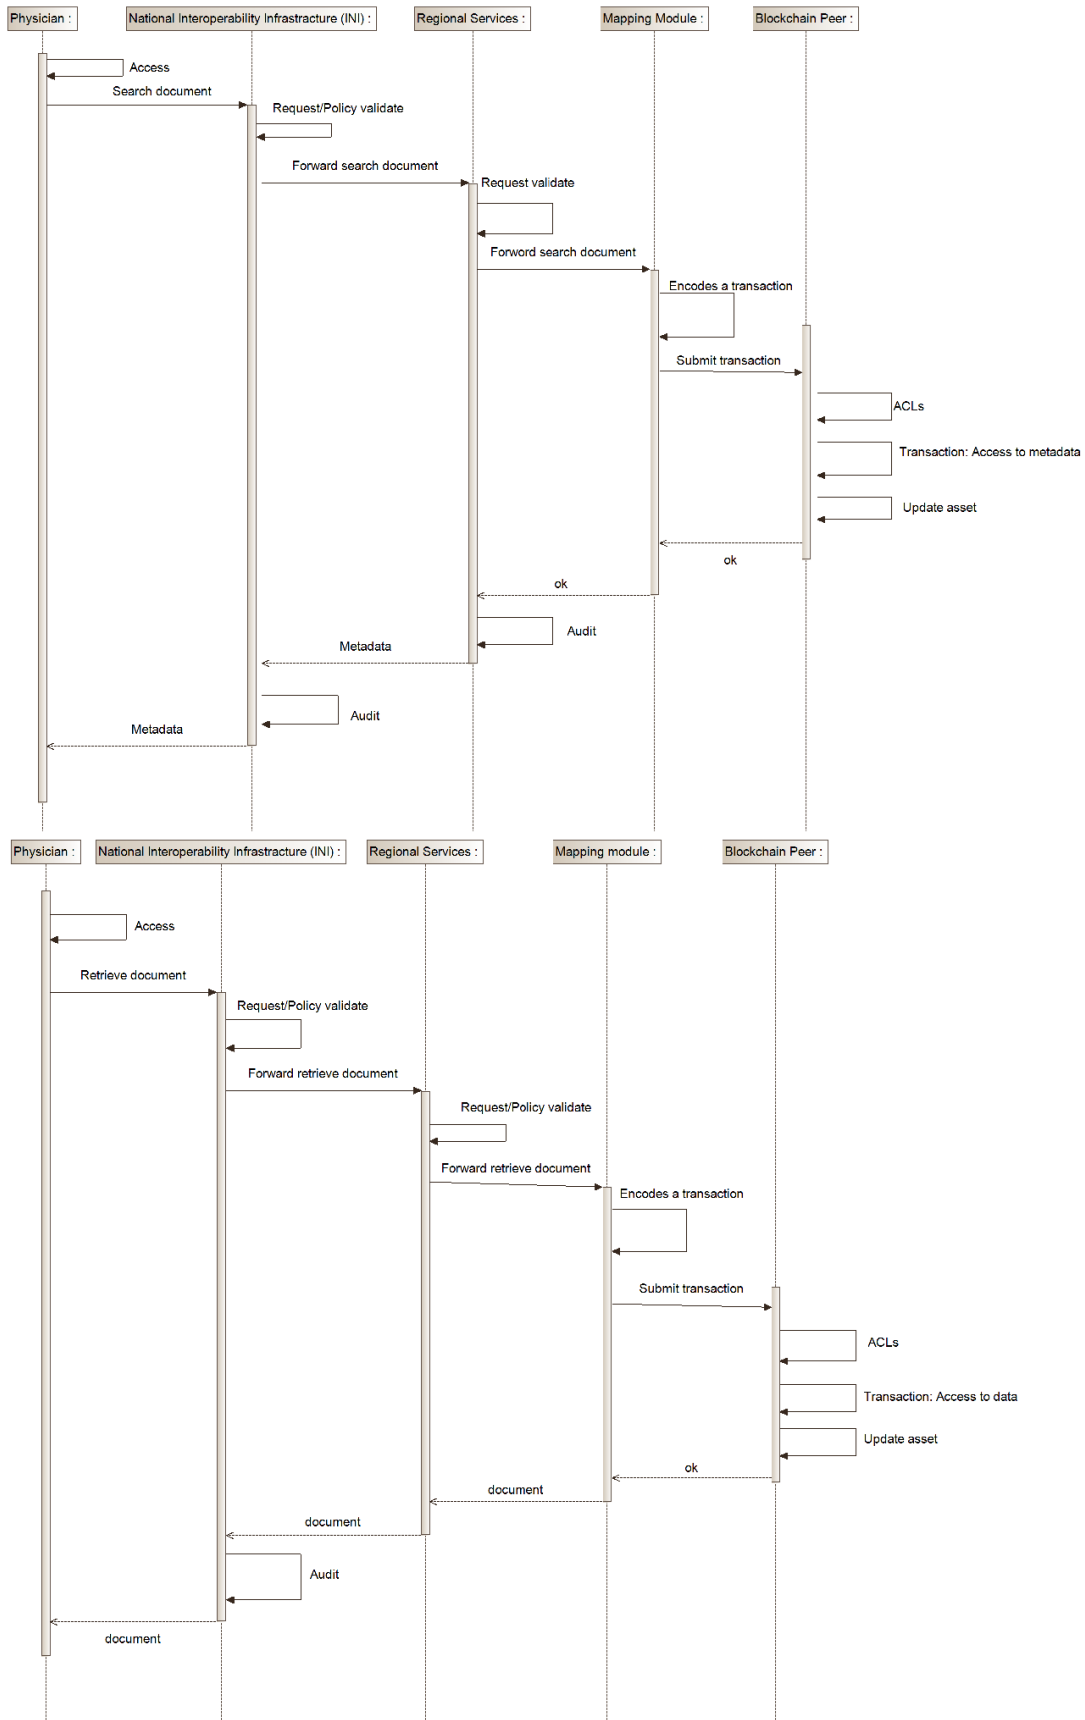 Physician :
National Interoperability Infrastracture (INI) :
Regional Services :
Mapping Module :
Blockchain Peer :
Access
Search document
Request/Policy validate
Forward search document
Request validate
Forword search document
Encodes a transaction
Submit transaction
ACLs
Transaction: Access to metadata
Update asset
ok
ok
Audit
Metadata
Audit
Metadata
Physician :
National Interoperability Infrastracture (INI) :
Regional Services :
Mapping module :
Blockchain Peer :
Access
Retrieve document
Request/Policy validate
Forward retrieve document
Request/Policy validate
Forward retrieve document
Encodes a transaction
Submit transaction
ACLs
Transaction: Access to data
Update asset
ok
document
document
Audit
document